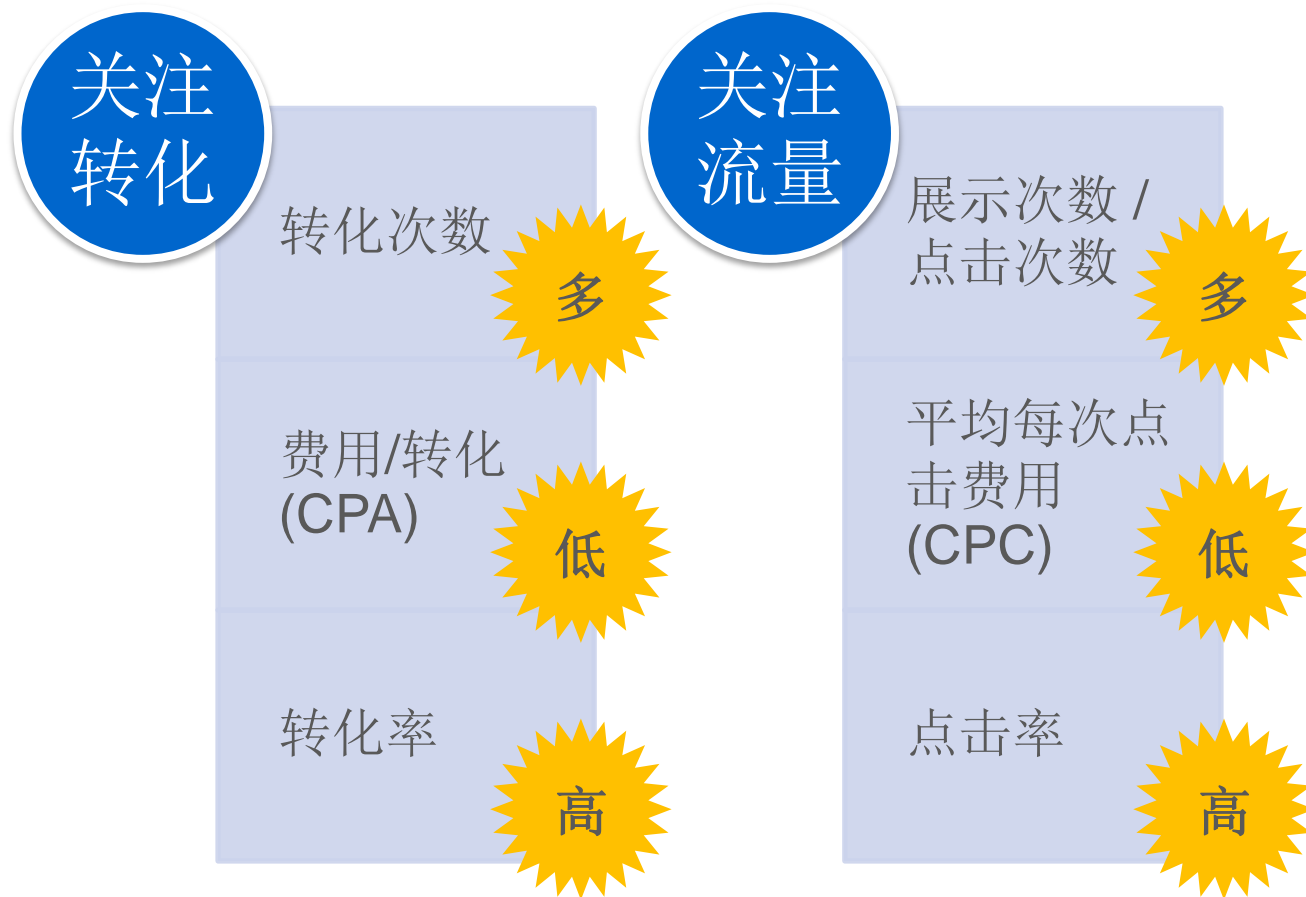 关注
转化
转化次数
多
费用/转化
(CPA)
低
转化率
高
关注
流量
展示次数 /
点击次数
多
平均每次点
击费用
(CPC)
低
点击率
高